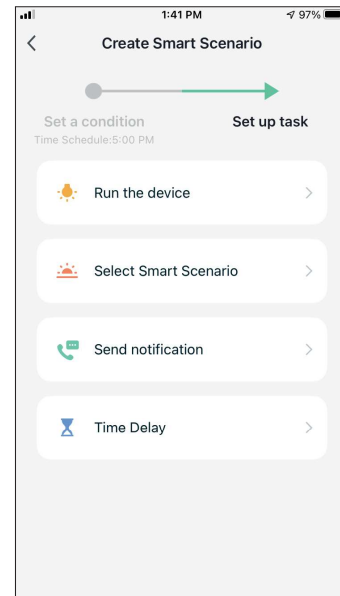 1:41 PM
97%
Create Smart Scenario
Set a condition
Set up task
Time Schedule:5:00 PM
Run the device
Select Smart Scenario
Send notification
Time Delay